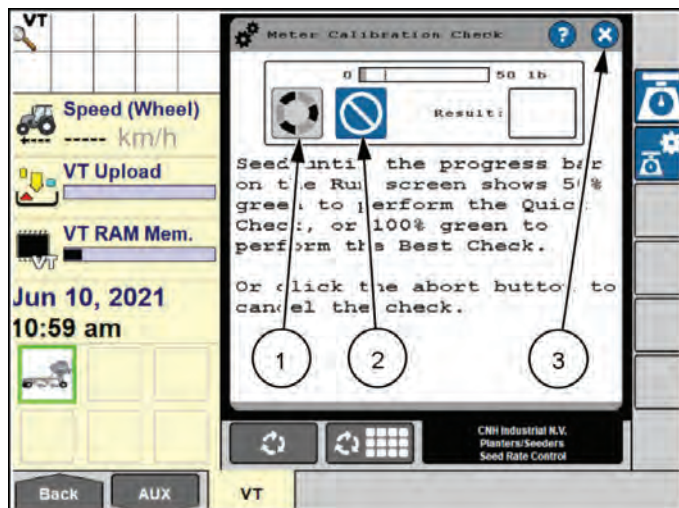 VT
Meter Calibration Check
?
X
0
50 lb
Speed (Wheel)
----- km/h
Result:
VT Upload
Seed until the progress bar
on the Run screen shows 50%
green to perform the Quick
Check, or 100% green to
perform the Best Check.
VT RAM Mem.
VT
Or click the abort button to
cancel the check.
Jun 10, 2021
10:59 am
1
2
3
CNH Industrial N.V.
Planters/Seeders
Seed Rate Control
Back
AUX
VT